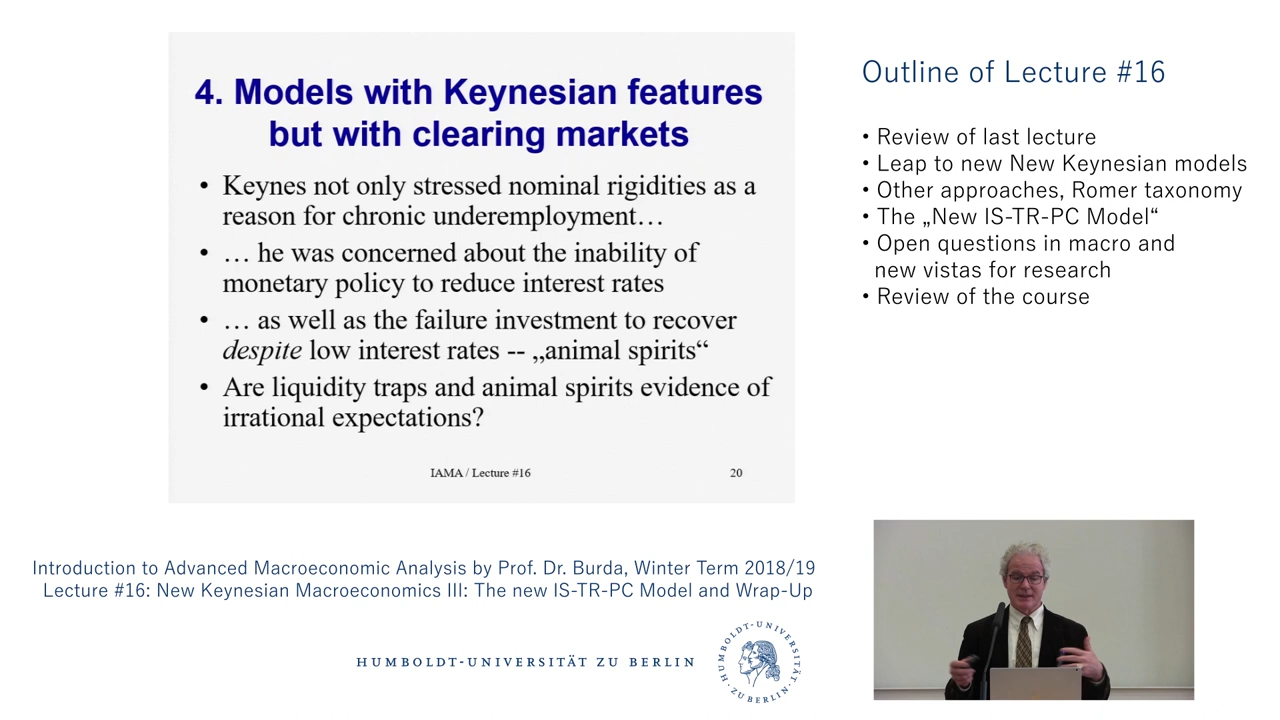 4. Models with Keynesian features
but with clearing markets
• Keynes not only stressed nominal rigidities as a
reason for chronic underemployment…
• … he was concerned about the inability of
monetary policy to reduce interest rates
• … as well as the failure investment to recover
despite low interest rates -- „animal spirits“
• Are liquidity traps and animal spirits evidence of
irrational expectations?
IAMA / Lecture #16
20
Outline of Lecture #16
• Review of last lecture
• Leap to new New Keynesian models
• Other approaches, Romer taxonomy
• The „New IS-TR-PC Model“
• Open questions in macro and
new vistas for research
• Review of the course
Introduction to Advanced Macroeconomic Analysis by Prof. Dr. Burda, Winter Term 2018/19
Lecture #16: New Keynesian Macroeconomics III: The new IS-TR-PC Model and Wrap-Up
HUMBOLDT-UNIVERSITÄT ZU BERLIN
HUMBOLDT-UNIVERSITÄT · ZU BERLIN ·